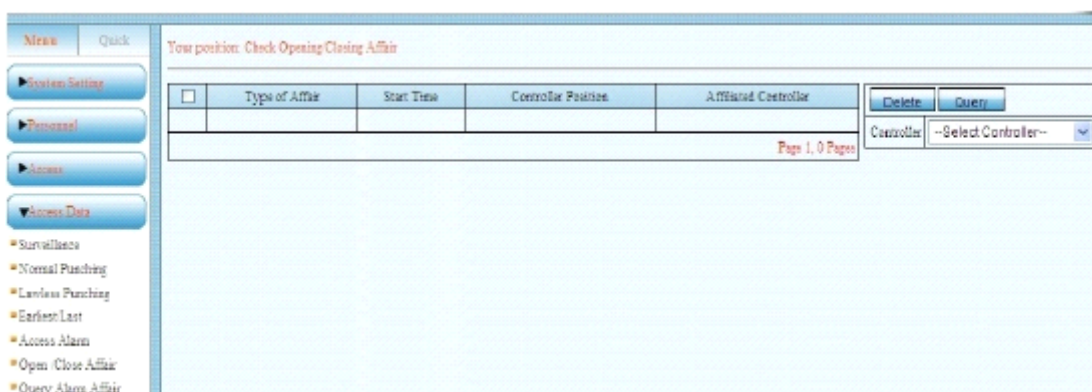 Menu Quick
Your position: Check Opening/Closing Affair
System Setting
Type of Affair Start Time Controller Position Affiliated Controller
Delete Query
Personnel
Controller --Select Controller--
Page 1, 0 Pages
Access
Access Data
Surveillance
Normal Punching
Lawless Punching
Earliest/Last
Access Alarm
Open /Close Affair
Query Alarm Affair